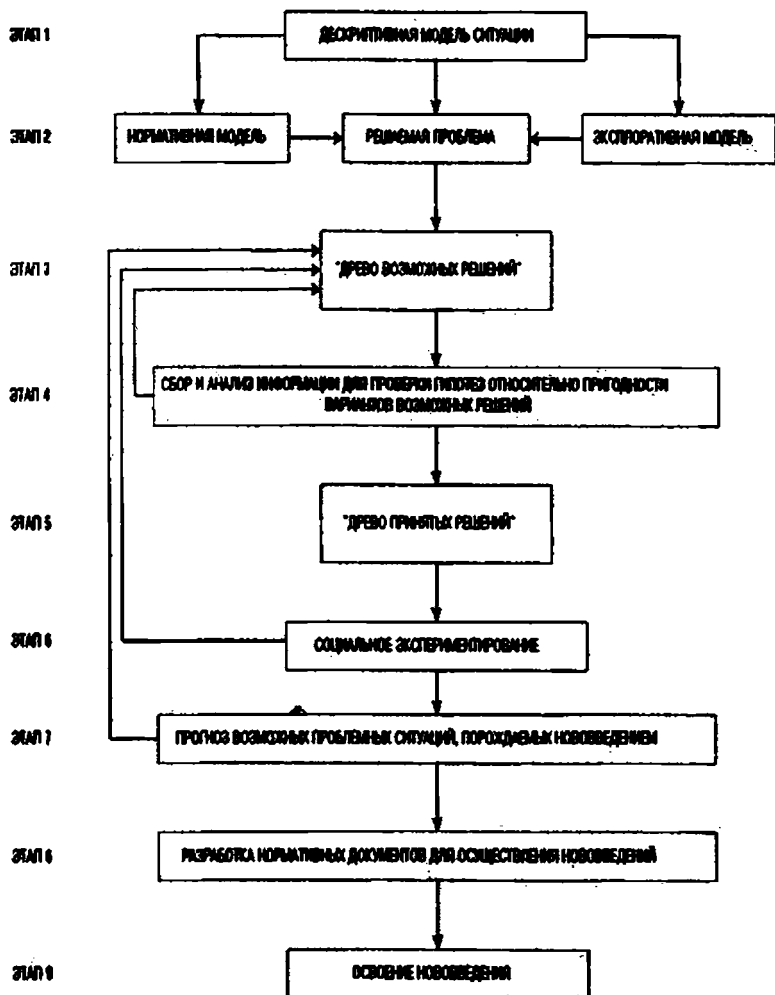 ЭТАП 1
ДЕСКРИПТИВНАЯ МОДЕЛЬ СИТУАЦИИ
ЭТАП 2
НОРМАТИВНАЯ МОДЕЛЬ
РЕШАЕМАЯ ПРОБЛЕМА
ЭКСПЛОРАТИВНАЯ МОДЕЛЬ
ЭТАП 3
"ДРЕВО ВОЗМОЖНЫХ РЕШЕНИЙ"
ЭТАП 4
СБОР И АНАЛИЗ ИНФОРМАЦИИ ДЛЯ ПРОВЕРКИ ГИПОТЕЗ ОТНОСИТЕЛЬНО ПРИГОДНОСТИ
ВАРИАНТОВ ВОЗМОЖНЫХ РЕШЕНИЙ
ЭТАП 5
"ДРЕВО ПРИНЯТЫХ РЕШЕНИЙ"
ЭТАП 6
СОЦИАЛЬНОЕ ЭКСПЕРИМЕНТИРОВАНИЕ
ЭТАП 7
ПРОГНОЗ ВОЗМОЖНЫХ ПРОБЛЕМНЫХ СИТУАЦИЙ, ПОРОЖДАЕМЫХ НОВОВВЕДЕНИЕМ
ЭТАП 6
РАЗРАБОТКА НОРМАТИВНЫХ ДОКУМЕНТОВ ДЛЯ ОСУЩЕСТВЛЕНИЯ НОВОВВЕДЕНИЙ
ЭТАП 9
ОСВОЕНИЕ НОВОВВЕДЕНИЯ